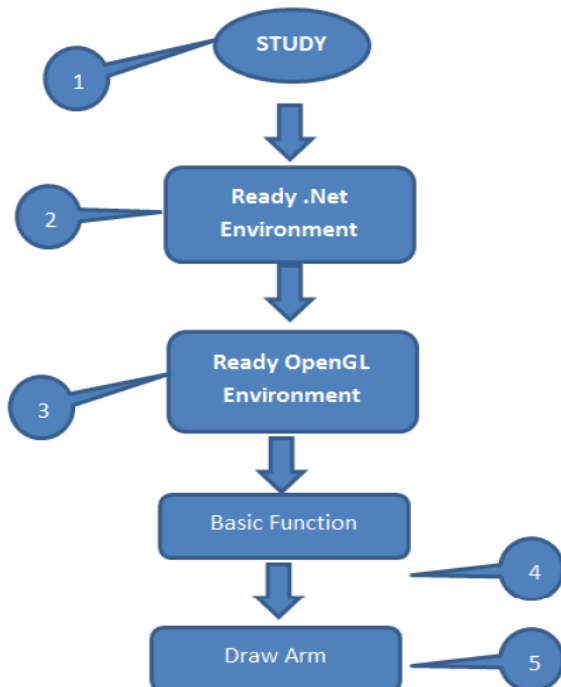 STUDY
1
Ready .Net
Environment
2
Ready OpenGL
Environment
3
Basic Function
4
Draw Arm
5